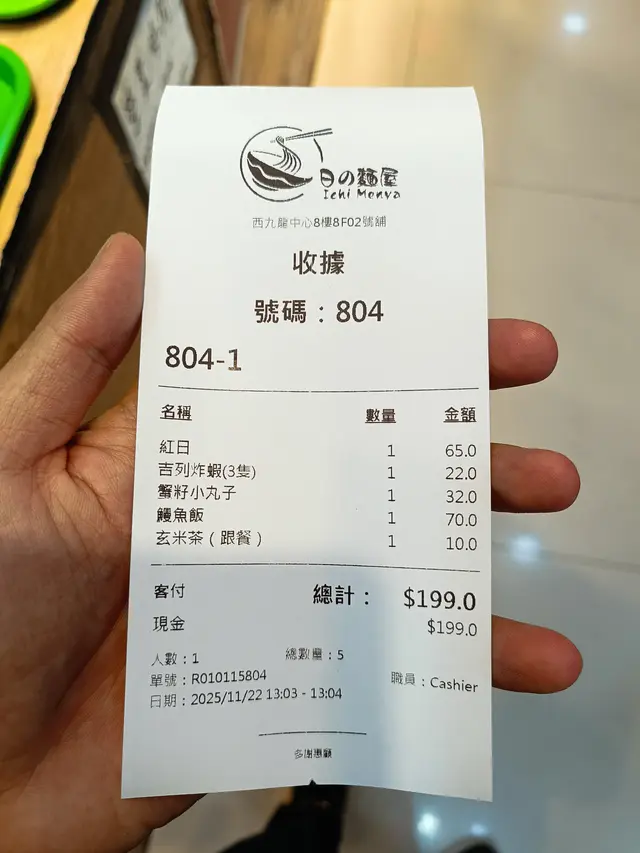 日の麵屋
Ichi Menya
西九龍中心8樓8F02號舖
收據
號碼：804
804-1
名稱 數量 金額
紅日 1 65.0
吉列炸蝦(3隻) 1 22.0
蟹籽小丸子 1 32.0
鰻魚飯 1 70.0
玄米茶（跟餐） 1 10.0
客付 總計： $199.0
現金 $199.0
人數：1 總數量：5
單號：R010115804 職員：Cashier
日期：2025/11/22 13:03 - 13:04
多謝惠顧